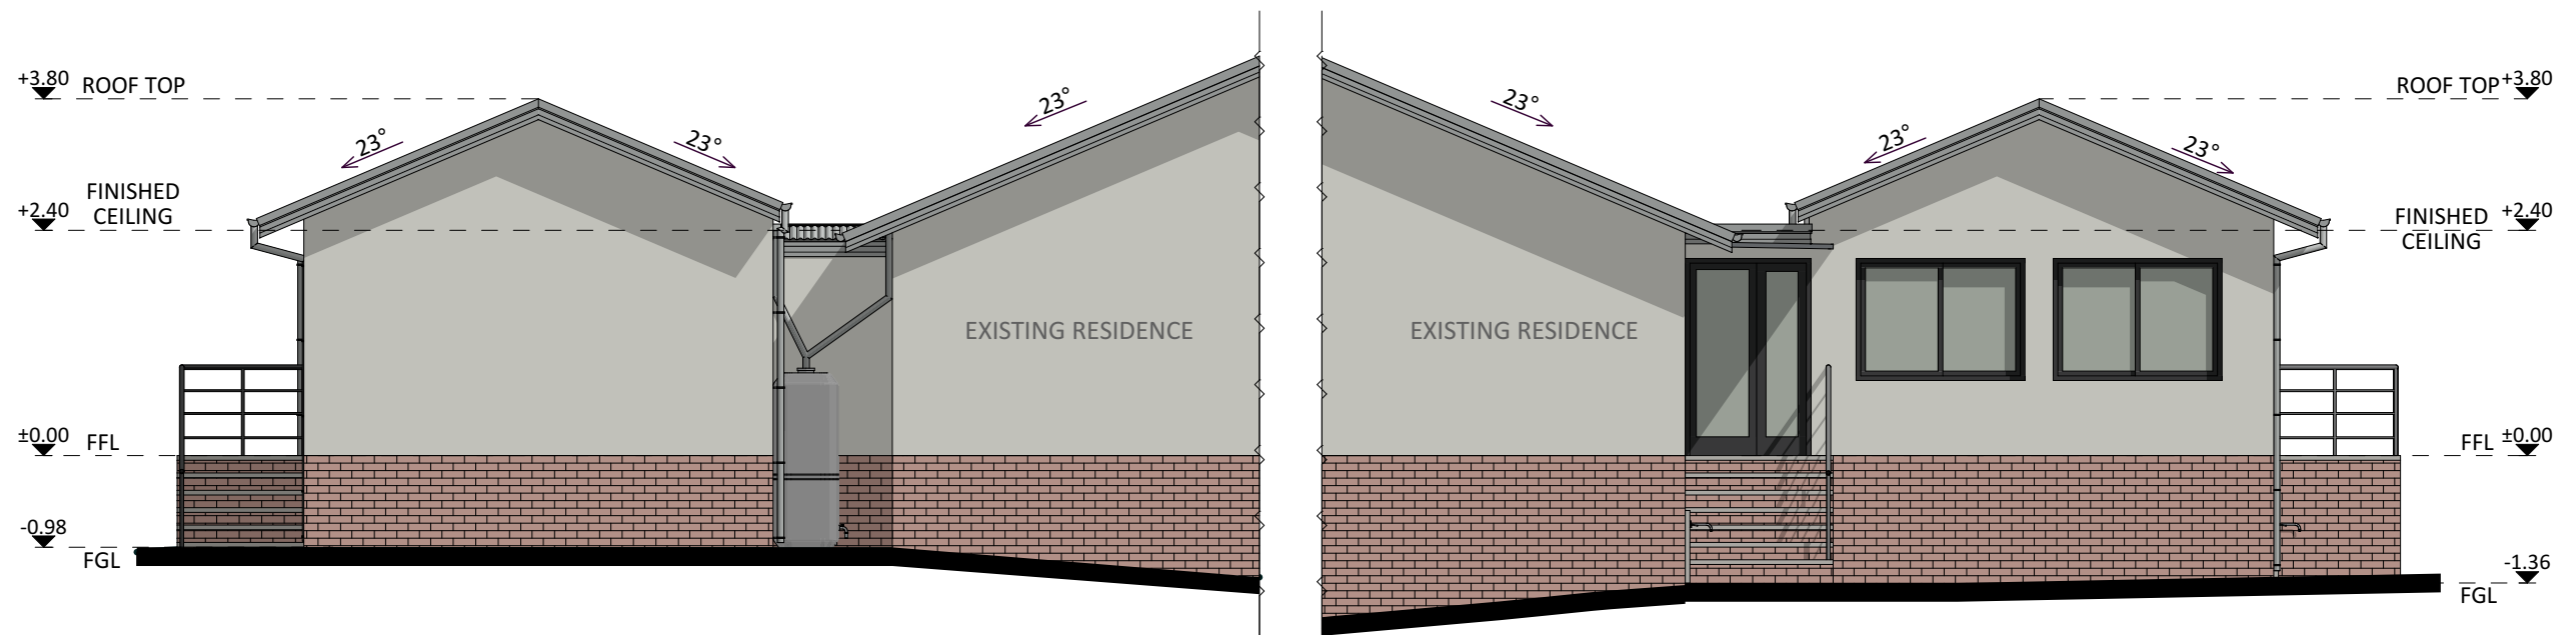 +3.80 ROOF TOP
23°
23°
23°
FINISHED
CEILING
+2.40
EXISTING RESIDENCE
±0.00 FFL
-0.98
FGL
ROOF TOP +3.80
23°
23°
23°
FINISHED +2.40
CEILING
EXISTING RESIDENCE
FFL ±0.00
-1.36
FGL